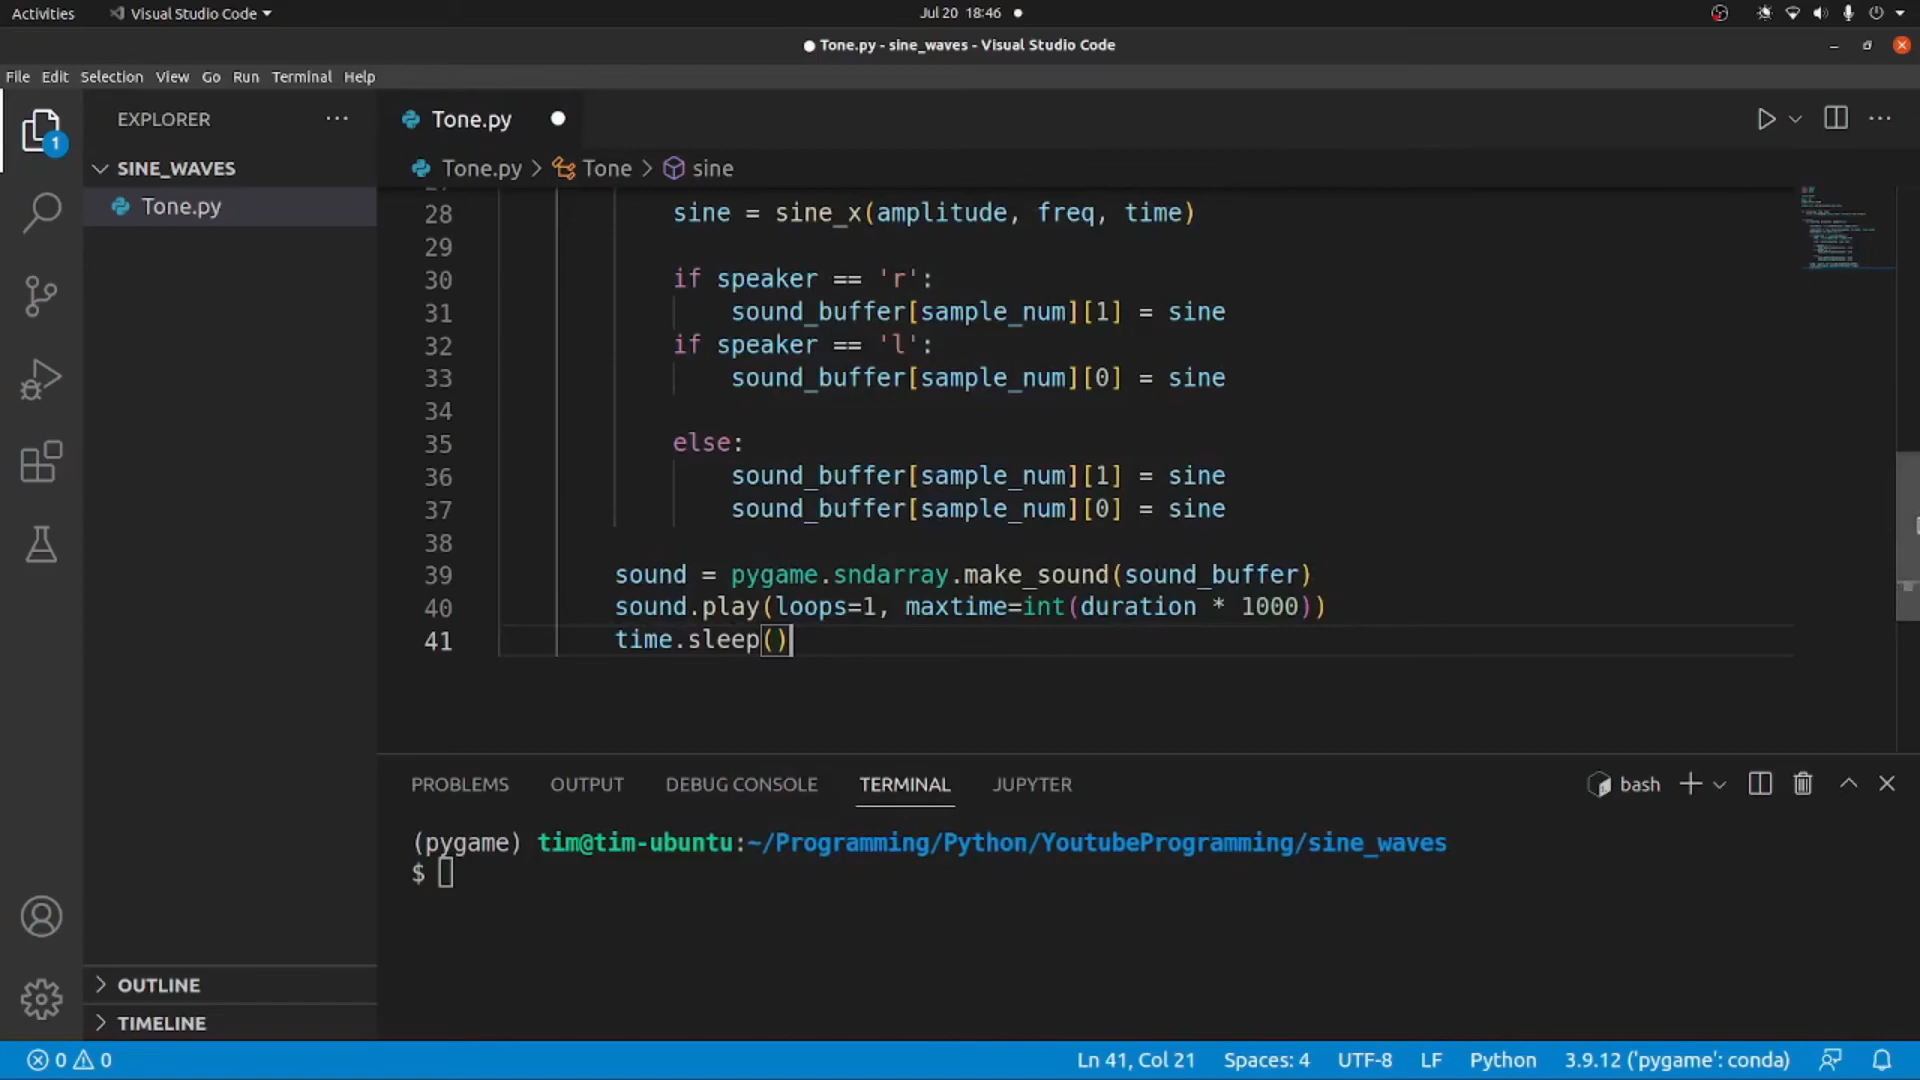 Activities Visual Studio Code Jul 20 18:46
Tone.py - sine_waves - Visual Studio Code
File Edit Selection View Go Run Terminal Help
EXPLORER
Tone.py
SINE_WAVES
Tone.py > Tone > sine
Tone.py
28 sine = sine_x(amplitude, freq, time)
29
30 if speaker == 'r':
31 sound_buffer[sample_num][1] = sine
32 if speaker == 'l':
33 sound_buffer[sample_num][0] = sine
34
35 else:
36 sound_buffer[sample_num][1] = sine
37 sound_buffer[sample_num][0] = sine
38
39 sound = pygame.sndarray.make_sound(sound_buffer)
40 sound.play(loops=1, maxtime=int(duration * 1000))
41 time.sleep()
PROBLEMS OUTPUT DEBUG CONSOLE TERMINAL JUPYTER bash
(pygame) tim@tim-ubuntu:~/Programming/Python/YoutubeProgramming/sine_waves
$
1
OUTLINE
TIMELINE
0 0 Ln 41, Col 21 Spaces: 4 UTF-8 LF Python 3.9.12 ('pygame': conda)